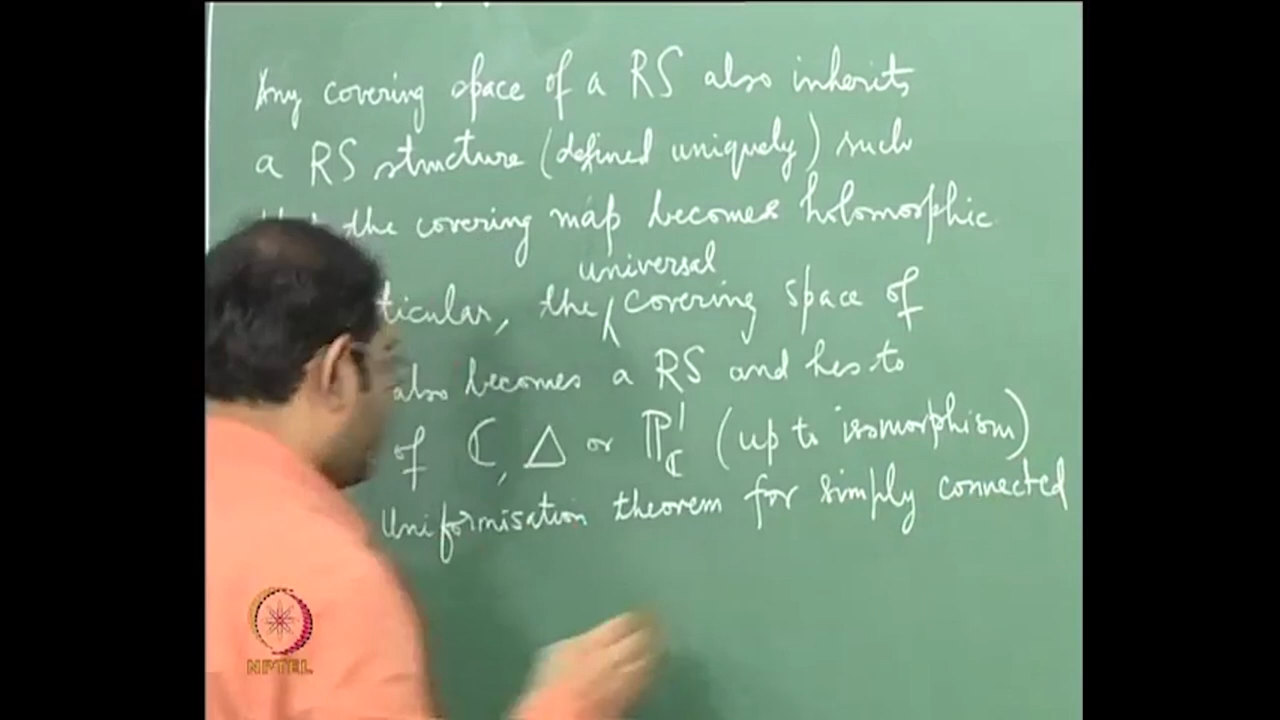 Any covering space of a RS also inherits
a RS structure (defined uniquely) such
the covering map becomes holomorphic
universal
ticular, the covering space of
also becomes a RS and has to
of ℂ, Δ or ℙ¹_ℂ (up to isomorphism)
Uniformisation theorem for simply connected
NPTEL